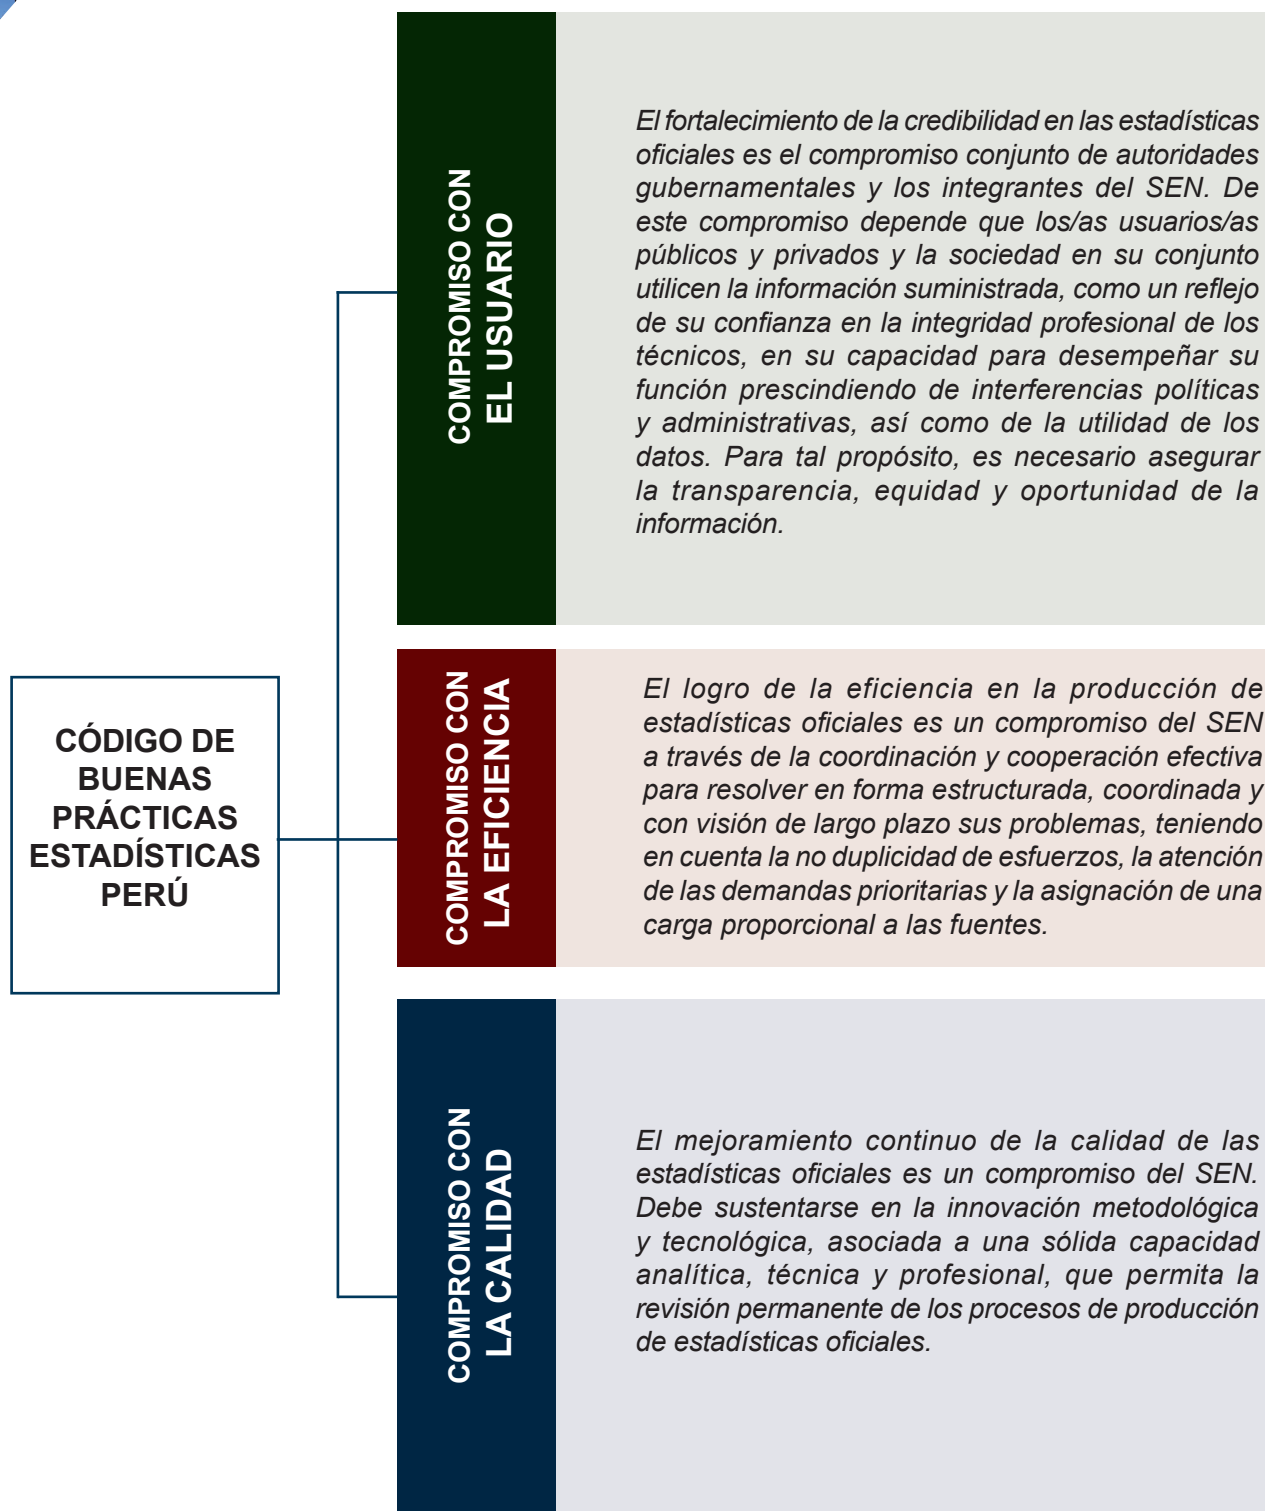 CÓDIGO DE
BUENAS
PRÁCTICAS
ESTADÍSTICAS
PERÚ
COMPROMISO CON
EL USUARIO
El fortalecimiento de la credibilidad en las estadísticas
oficiales es el compromiso conjunto de autoridades
gubernamentales y los integrantes del SEN. De
este compromiso depende que los/as usuarios/as
públicos y privados y la sociedad en su conjunto
utilicen la información suministrada, como un reflejo
de su confianza en la integridad profesional de los
técnicos, en su capacidad para desempeñar su
función prescindiendo de interferencias políticas
y administrativas, así como de la utilidad de los
datos. Para tal propósito, es necesario asegurar
la transparencia, equidad y oportunidad de la
información.
COMPROMISO CON
LA EFICIENCIA
El logro de la eficiencia en la producción de
estadísticas oficiales es un compromiso del SEN
a través de la coordinación y cooperación efectiva
para resolver en forma estructurada, coordinada y
con visión de largo plazo sus problemas, teniendo
en cuenta la no duplicidad de esfuerzos, la atención
de las demandas prioritarias y la asignación de una
carga proporcional a las fuentes.
COMPROMISO CON
LA CALIDAD
El mejoramiento continuo de la calidad de las
estadísticas oficiales es un compromiso del SEN.
Debe sustentarse en la innovación metodológica
y tecnológica, asociada a una sólida capacidad
analítica, técnica y profesional, que permita la
revisión permanente de los procesos de producción
de estadísticas oficiales.